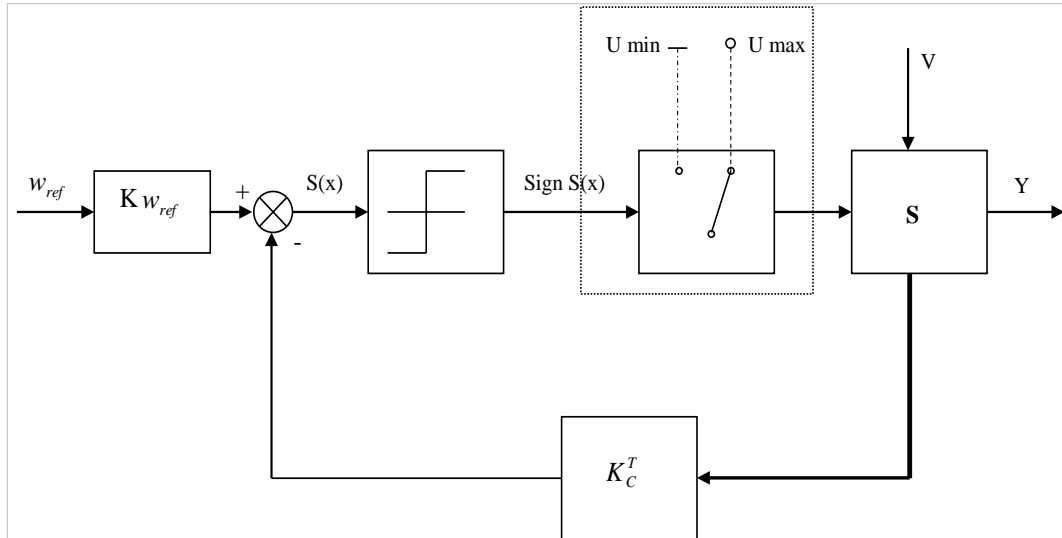 U min
U max
V
w_ref
K w_ref
+
-
S(x)
Sign S(x)
S
Y
K_C^T